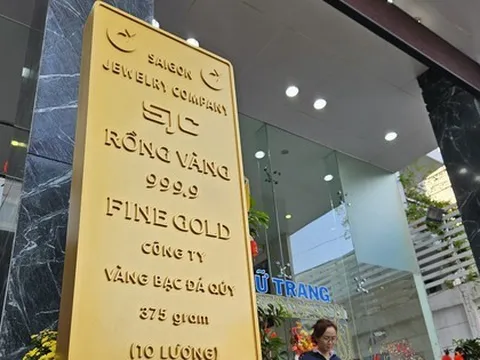 SAIGON
JEWELRY COMPANY
SJC
RỒNG VÀNG
999.9
FINE GOLD
CÔNG TY
VÀNG BẠC ĐÁ QUÝ
375 gram
(10 LƯỢNG)
TRANG